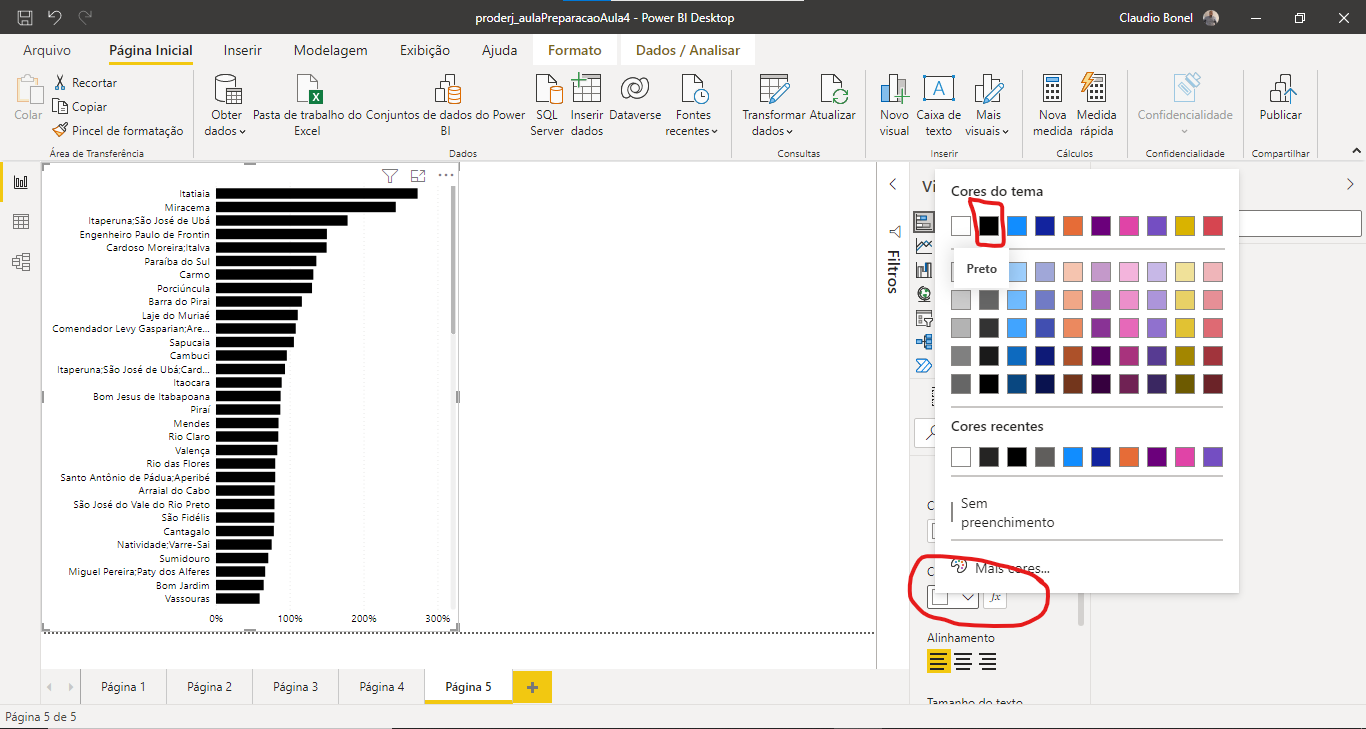 proderj_aulaPreparacaoAula4 - Power BI Desktop
Claudio Bonel
Arquivo
Página Inicial
Inserir
Modelagem
Exibição
Ajuda
Formato
Dados / Analisar
Colar
Recortar
Copiar
Pincel de formatação
Área de Transferência
Obter
dados
Pasta de trabalho do
Excel
Conjuntos de dados do Power
BI
SQL
Server
Inserir
dados
Dataverse
Fontes
recentes
Dados
Transformar
dados
Atualizar
Consultas
Novo
visual
Caixa de
texto
Mais
visuais
Inserir
Nova
medida
Medida
rápida
Cálculos
Confidencialidade
Confidencialidade
Publicar
Compartilhar
Itatiaia
Miracema
Itaperuna;São José de Ubá
Engenheiro Paulo de Frontin
Cardoso Moreira;Italva
Paraíba do Sul
Carmo
Porciúncula
Barra do Pirai
Laje do Muriaé
Comendador Levy Gasparian;Are...
Sapucaia
Cambuci
Itaperuna;São José de Ubá;Card...
Itaocara
Bom Jesus de Itabapoana
Piraí
Mendes
Rio Claro
Valença
Rio das Flores
Santo Antônio de Pádua;Aperibé
Arraial do Cabo
São José do Vale do Rio Preto
São Fidélis
Cantagalo
Natividade;Varre-Sai
Sumidouro
Miguel Pereira;Paty dos Alferes
Bom Jardim
Vassouras
0% 100% 200% 300%
Filtros
Cores do tema
Preto
Cores recentes
Sem
preenchimento
Mais cores...
fx
Alinhamento
Tamanho do texto
Página 1
Página 2
Página 3
Página 4
Página 5
Página 5 de 5